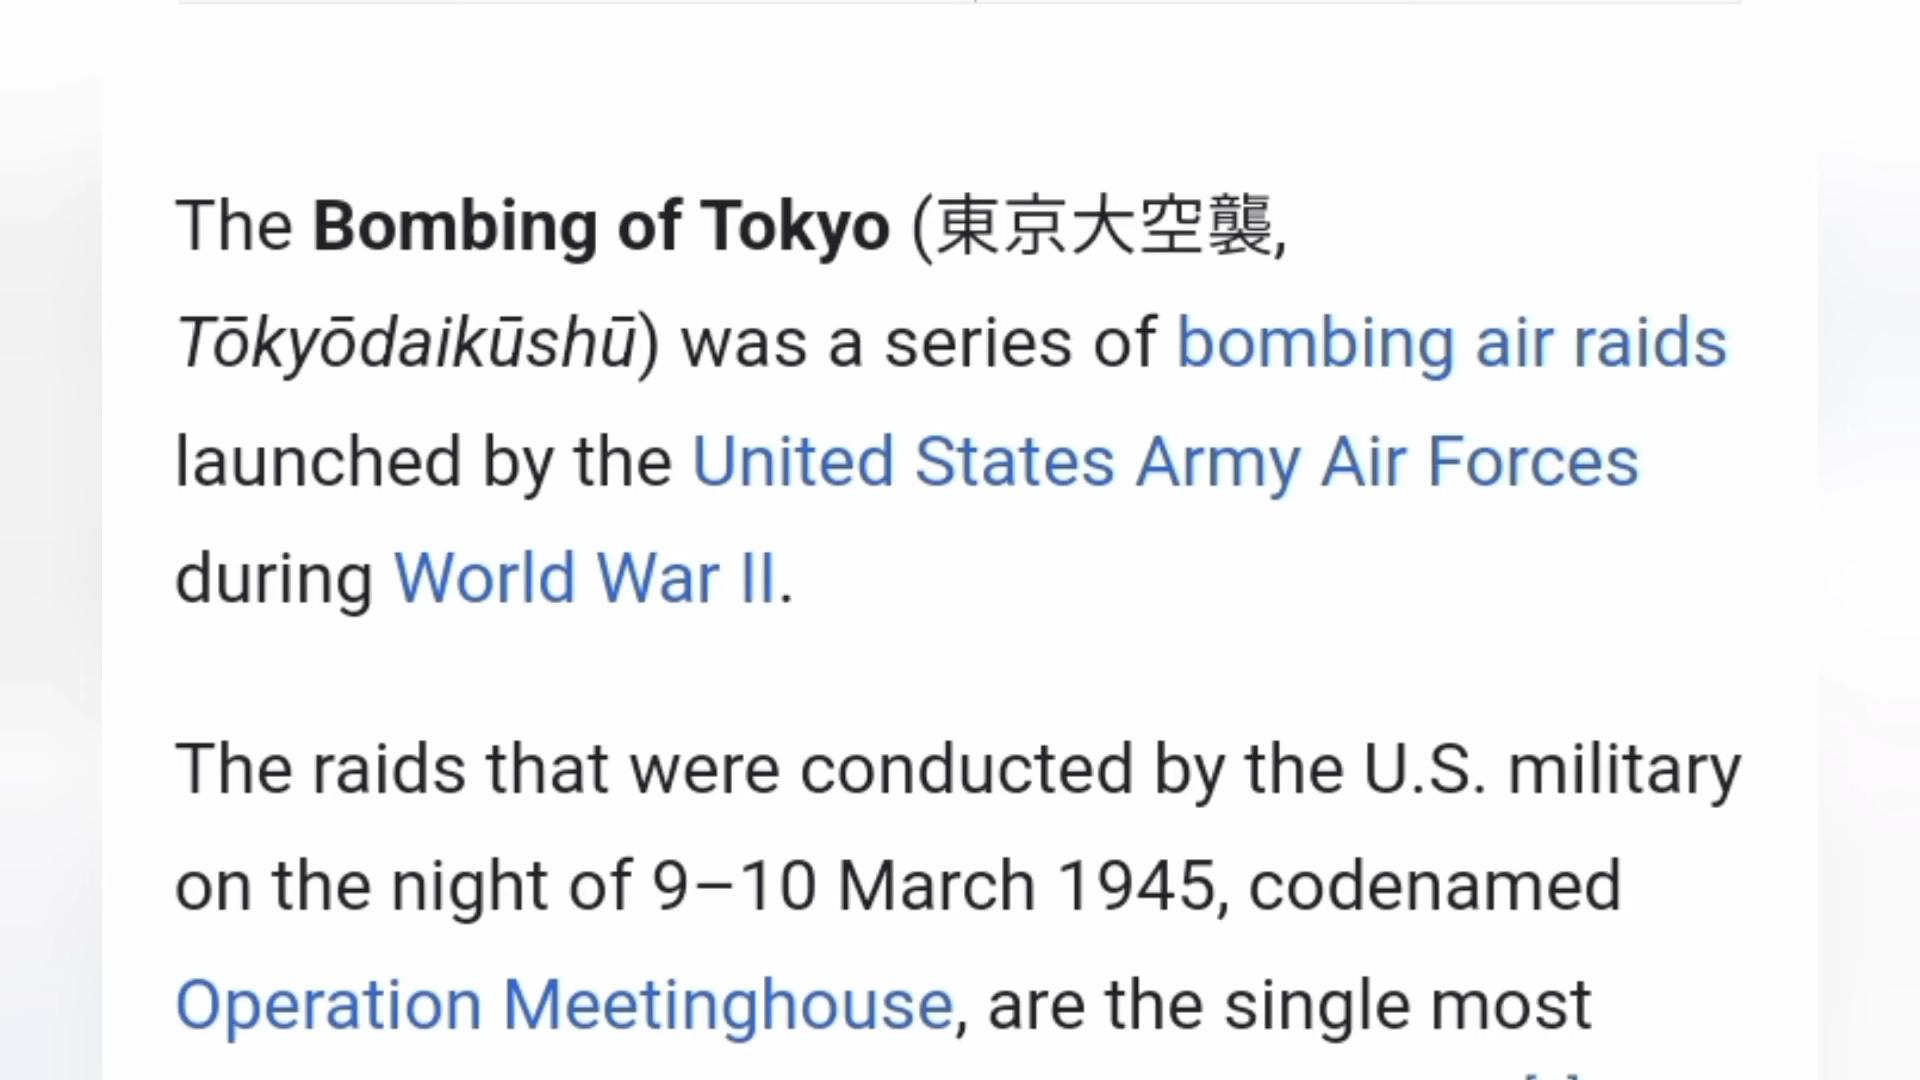 The Bombing of Tokyo (東京大空襲,
Tōkyōdaikūshū) was a series of bombing air raids
launched by the United States Army Air Forces
during World War II.
The raids that were conducted by the U.S. military
on the night of 9–10 March 1945, codenamed
Operation Meetinghouse, are the single most